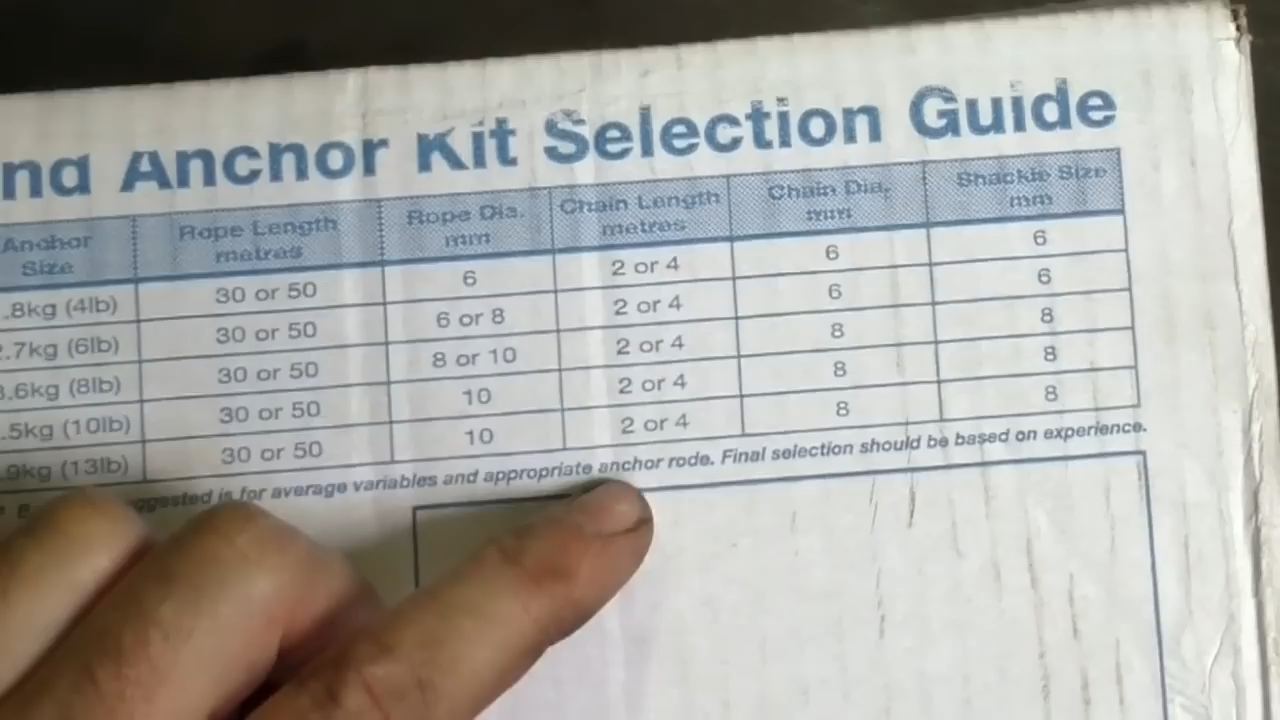 nd Anchor Kit Selection Guide
Anchor Size Rope Length metres Rope Dia. mm Chain Length metres Chain Dia. mm Shackle Size mm
.8kg (4lb) 30 or 50 6 2 or 4 6 6
.7kg (6lb) 30 or 50 6 or 8 2 or 4 6 6
3.6kg (8lb) 30 or 50 8 or 10 2 or 4 8 8
.5kg (10lb) 30 or 50 10 2 or 4 8 8
.9kg (13lb) 30 or 50 10 2 or 4 8 8
ggested is for average variables and appropriate anchor rode. Final selection should be based on experience.